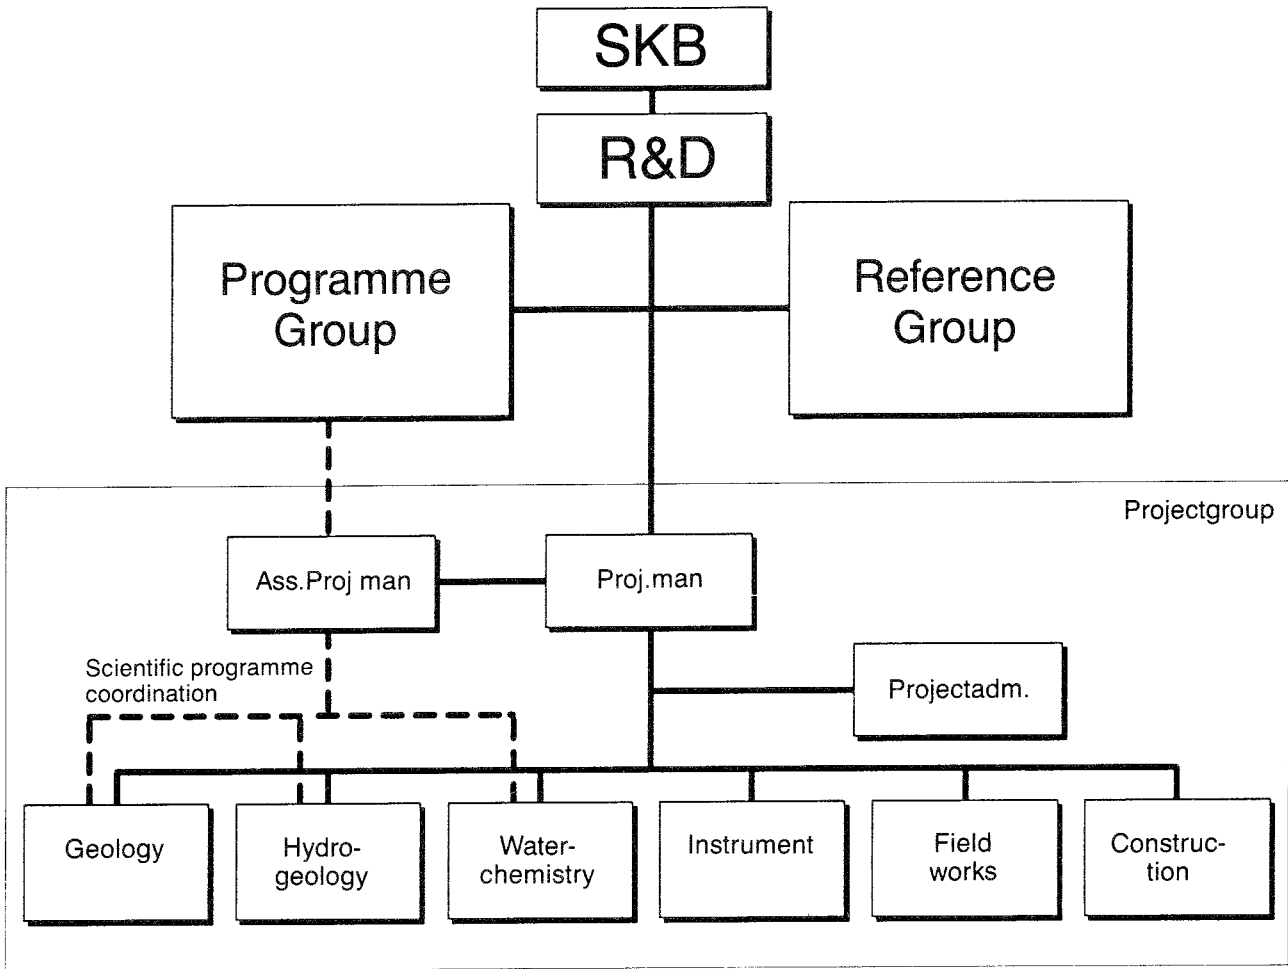 SKB
R&D
Programme
Group
Reference
Group
Projectgroup
Ass.Proj man
Proj.man
Scientific programme
coordination
Projectadm.
Geology
Hydro-
geology
Water-
chemistry
Instrument
Field
works
Construc-
tion